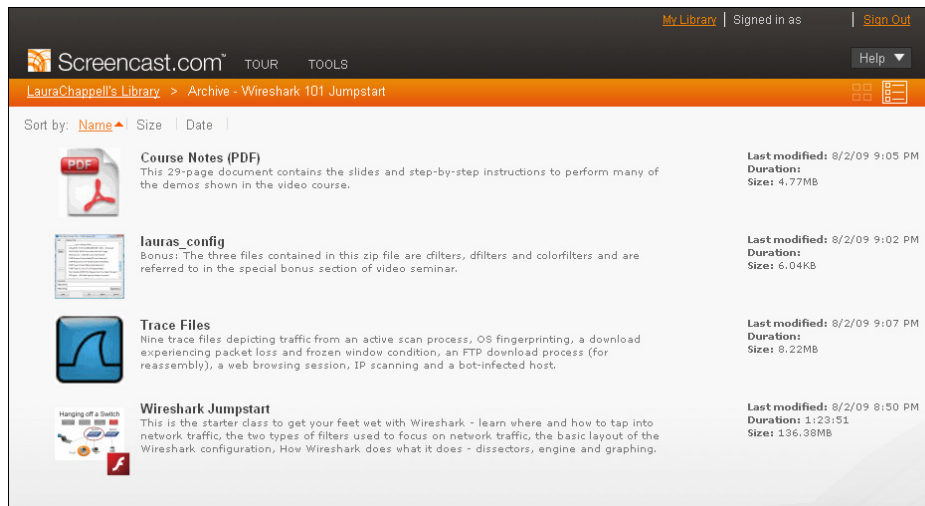 My Library | Signed in as | Sign Out
Screencast.com™ TOUR TOOLS Help
LauraChappell's Library > Archive - Wireshark 101 Jumpstart
Sort by: Name Size Date
PDF
Course Notes (PDF)
This 29-page document contains the slides and step-by-step instructions to perform many of
the demos shown in the video course.
Last modified: 8/2/09 9:05 PM
Duration:
Size: 4.77MB
lauras_config
Bonus: The three files contained in this zip file are cfilters, dfilters and colorfilters and are
referred to in the special bonus section of video seminar.
Last modified: 8/2/09 9:02 PM
Duration:
Size: 6.04KB
Trace Files
Nine trace files depicting traffic from an active scan process, OS fingerprinting, a download
experiencing packet loss and frozen window condition, an FTP download process (for
reassembly), a web browsing session, IP scanning and a bot-infected host.
Last modified: 8/2/09 9:07 PM
Duration:
Size: 8.22MB
Hanging off a Switch
Wireshark Jumpstart
This is the starter class to get your feet wet with Wireshark - learn where and how to tap into
network traffic, the two types of filters used to focus on network traffic, the basic layout of the
Wireshark configuration, How Wireshark does what it does - dissectors, engine and graphing.
Last modified: 8/2/09 8:50 PM
Duration: 1:23:51
Size: 136.38MB